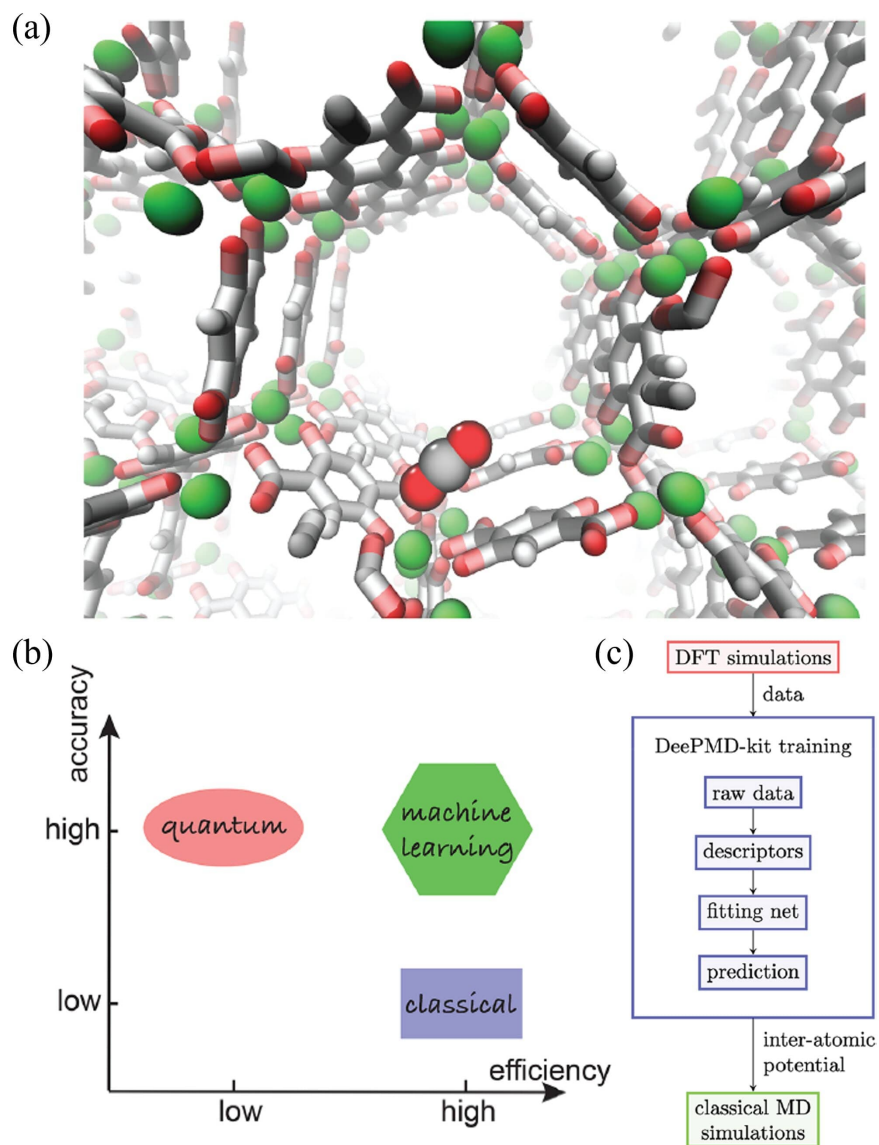 (a)
(b)
accuracy
high
low
quantum
machine
learning
classical
efficiency
low
high
(c)
DFT simulations
data
DeePMD-kit training
raw data
descriptors
fitting net
prediction
inter-atomic
potential
classical MD
simulations